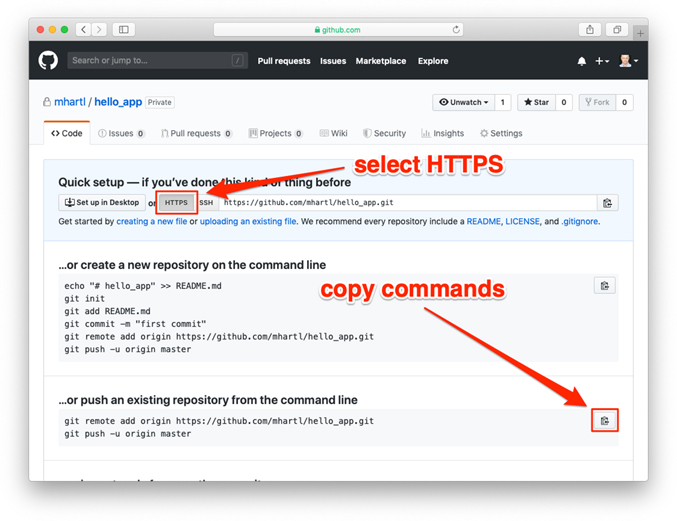 github.com
Search or jump to... /
Pull requests Issues Marketplace Explore
mhartl / hello_app Private
Unwatch 1 Star 0 Fork 0
Code Issues 0 Pull requests 0 Projects 0 Wiki Security Insights Settings
select HTTPS
Quick setup — if you've done this kind of thing before
Set up in Desktop or HTTPS SSH https://github.com/mhartl/hello_app.git
Get started by creating a new file or uploading an existing file. We recommend every repository include a README, LICENSE, and .gitignore.
…or create a new repository on the command line
copy commands
echo "# hello_app" >> README.md
git init
git add README.md
git commit -m "first commit"
git remote add origin https://github.com/mhartl/hello_app.git
git push -u origin master
…or push an existing repository from the command line
git remote add origin https://github.com/mhartl/hello_app.git
git push -u origin master